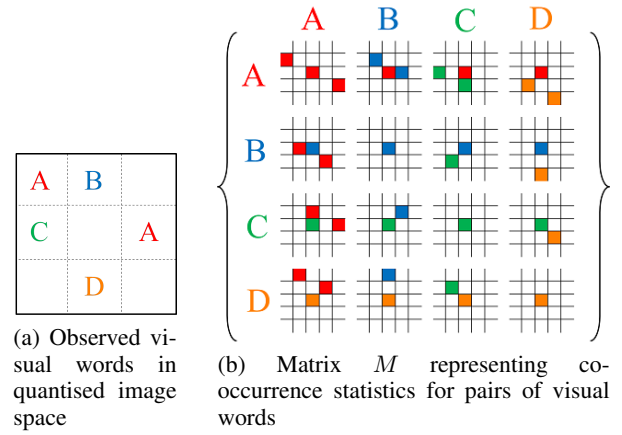 A B C D
A
B
C
D
A B
C A
D
(a) Observed vi-
sual words in
quantised image
space
(b) Matrix M representing co-
occurrence statistics for pairs of visual
words